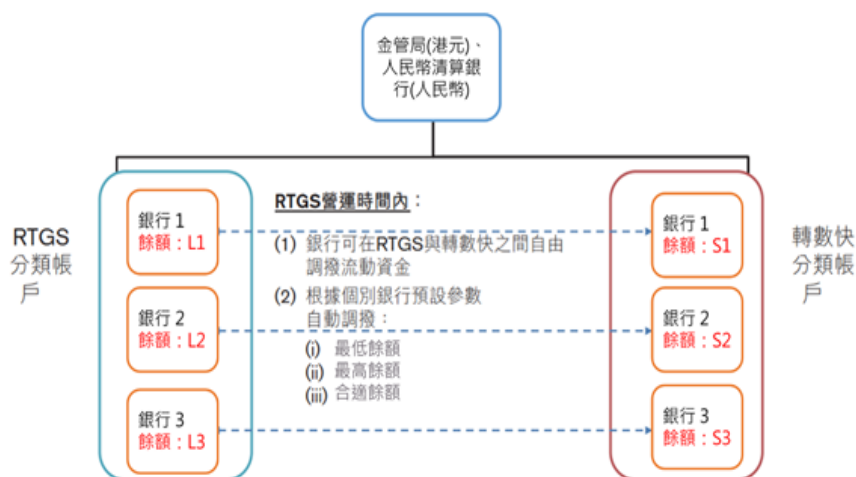 金管局(港元)、
人民幣清算銀
行(人民幣)
RTGS
分類帳
戶
銀行 1
餘額：L1
銀行 2
餘額：L2
銀行 3
餘額：L3
RTGS營運時間內：
(1) 銀行可在RTGS與轉數快之間自由
調撥流動資金
(2) 根據個別銀行預設參數
自動調撥：
(i) 最低餘額
(ii) 最高餘額
(iii) 合適餘額
銀行 1
餘額：S1
銀行 2
餘額：S2
銀行 3
餘額：S3
轉數快
分類帳
戶